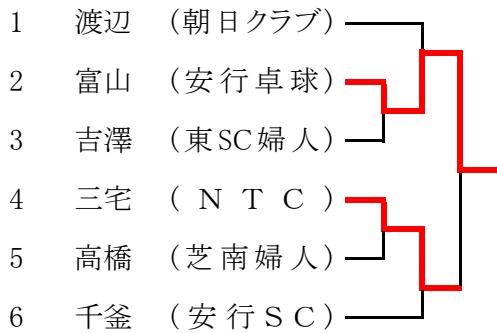 1 渡辺 (朝日クラブ)
2 富山 (安行卓球)
3 吉澤 (東SC婦人)
4 三宅 (ＮＴＣ)
5 高橋 (芝南婦人)
6 千釜 (安行ＳＣ)